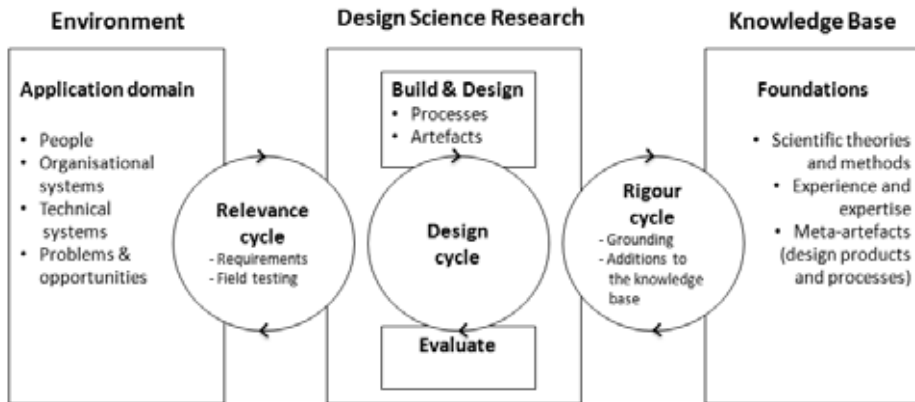 Environment
Design Science Research
Knowledge Base
Application domain
• People
• Organisational
systems
• Technical
systems
• Problems &
opportunities
Relevance
cycle
- Requirements
- Field testing
Build & Design
• Processes
• Artefacts
Design
cycle
Evaluate
Rigour
cycle
- Grounding
- Additions to
the knowledge
base
Foundations
• Scientific theories
and methods
• Experience and
expertise
• Meta-artefacts
(design products
and processes)